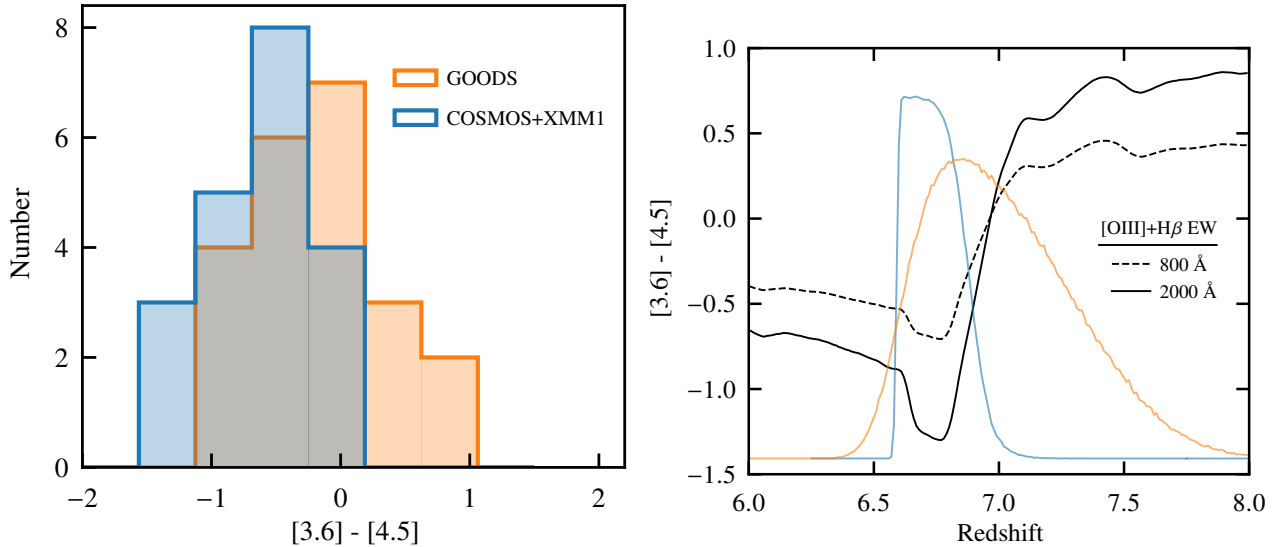 8
6
4
2
0
Number
GOODS
COSMOS+XMM1
−2
−1
0
1
2
[3.6] - [4.5]
1.0
0.5
0.0
−0.5
−1.0
−1.5
[3.6] - [4.5]
[OIII]+Hβ EW
800 Å
2000 Å
6.0
6.5
7.0
7.5
8.0
Redshift